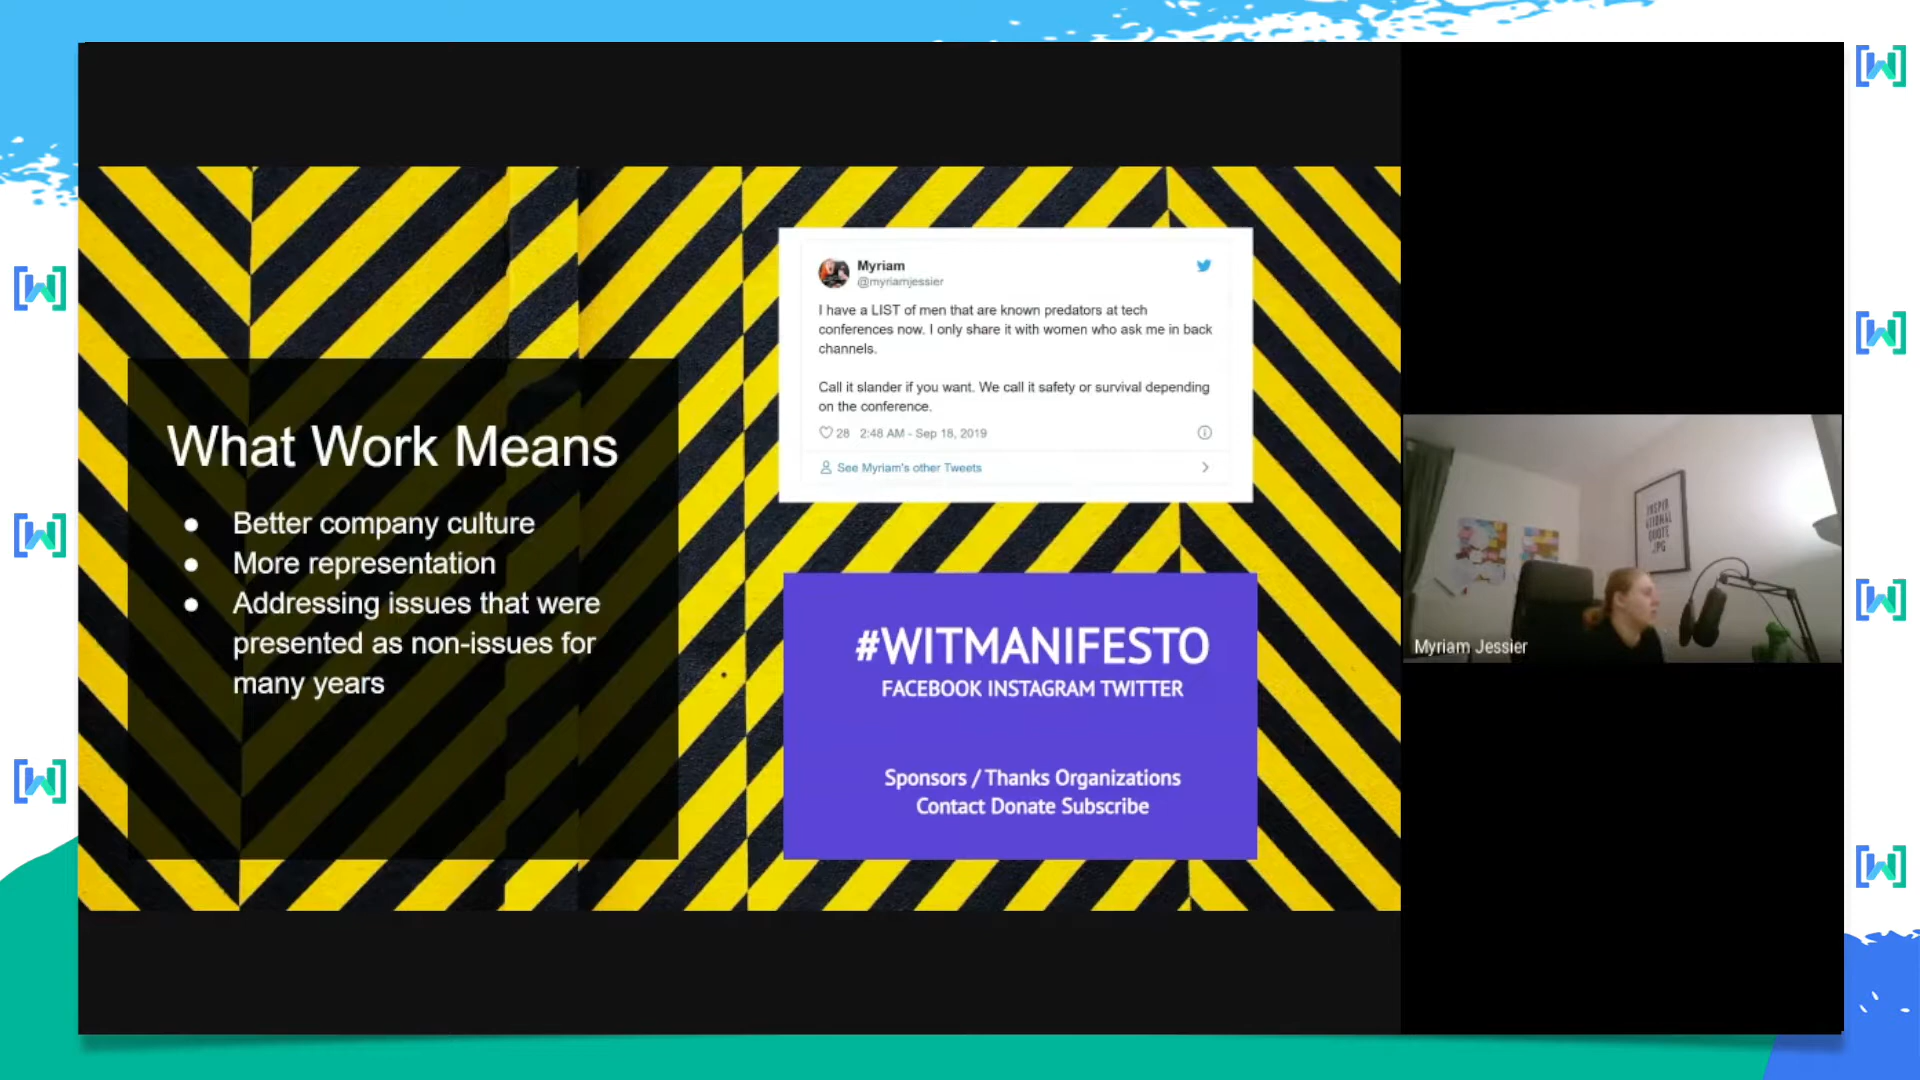 What Work Means
● Better company culture
● More representation
● Addressing issues that were
presented as non-issues for
many years
Myriam
@myriamjessier
I have a LIST of men that are known predators at tech
conferences now. I only share it with women who ask me in back
channels.
Call it slander if you want. We call it safety or survival depending
on the conference.
28 2:48 AM - Sep 18, 2019
See Myriam's other Tweets
#WITMANIFESTO
FACEBOOK INSTAGRAM TWITTER
Sponsors / Thanks Organizations
Contact Donate Subscribe
INSPIR
ATIONAL
QUOTE
.JPG
Myriam Jessier